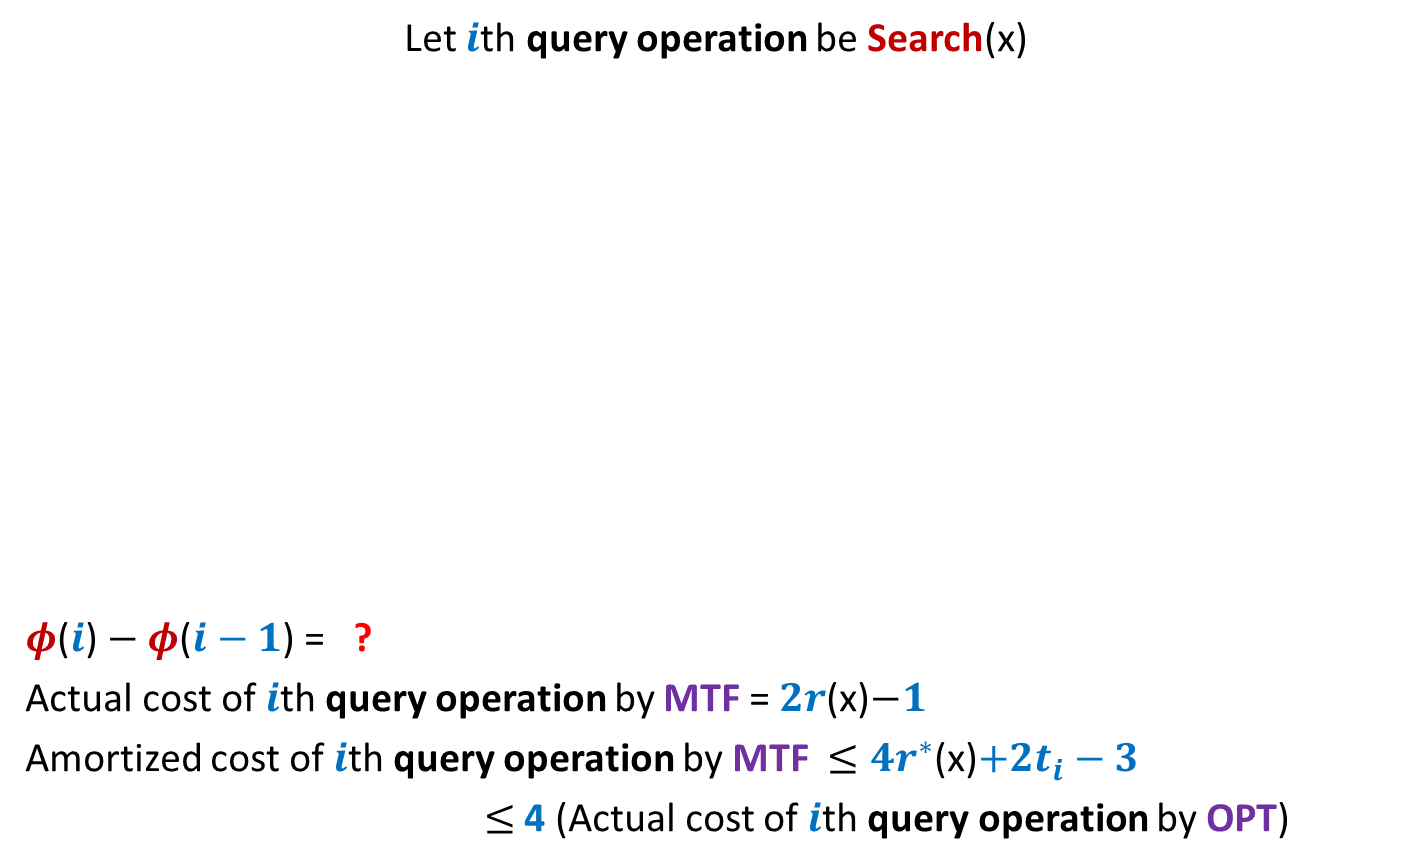 Let ith query operation be Search(x)
ϕ(i) − ϕ(i − 1) = ?
Actual cost of ith query operation by MTF = 2r(x)−1
Amortized cost of ith query operation by MTF ≤ 4r*(x)+2tᵢ − 3
≤ 4 (Actual cost of ith query operation by OPT)